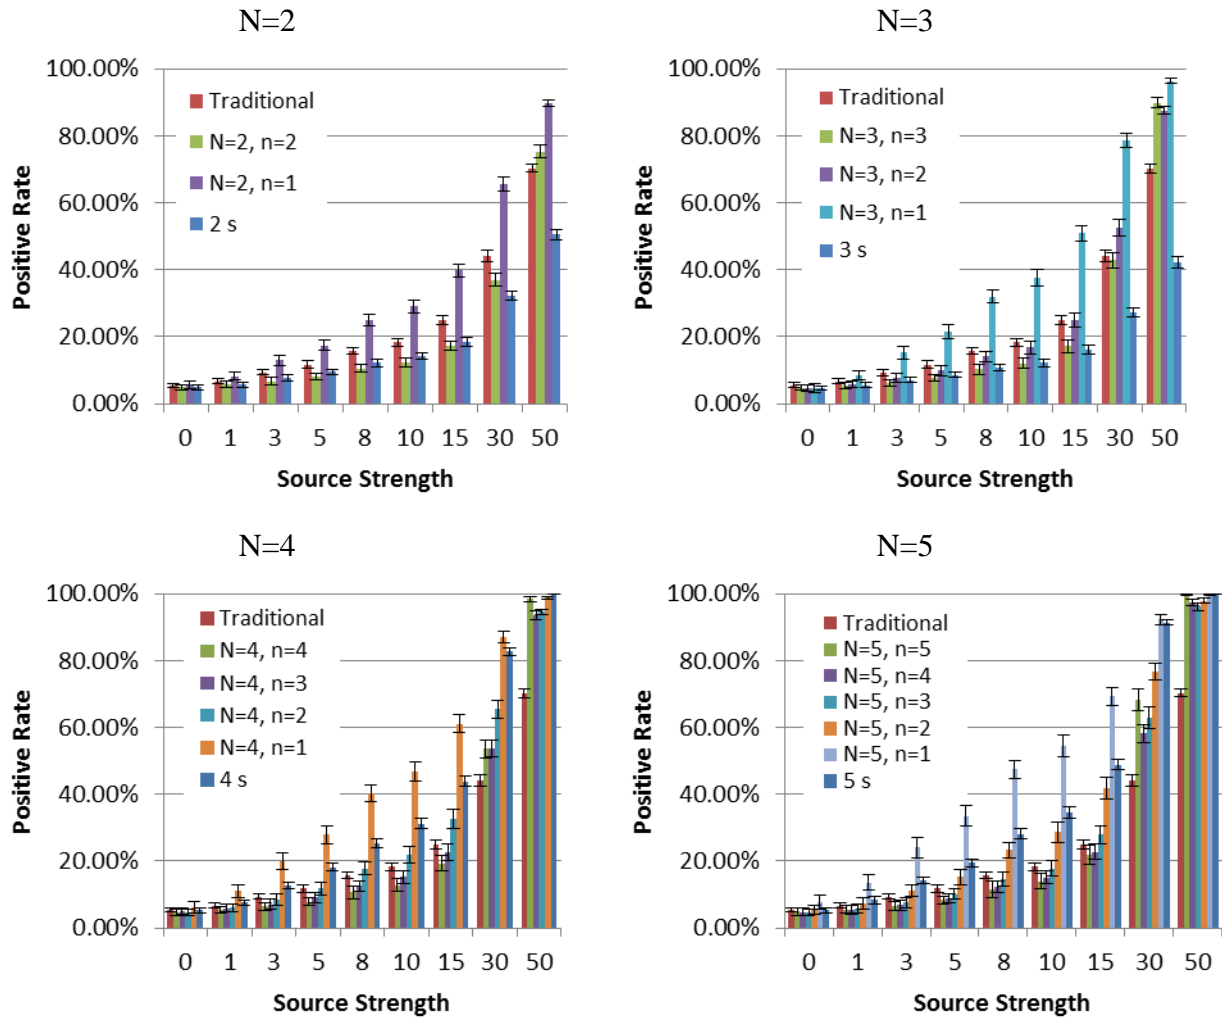 N=2
100.00%
80.00%
60.00%
40.00%
20.00%
0.00%
Positive Rate
Traditional
N=2, n=2
N=2, n=1
2 s
0 1 3 5 8 10 15 30 50
Source Strength
N=3
100.00%
80.00%
60.00%
40.00%
20.00%
0.00%
Positive Rate
Traditional
N=3, n=3
N=3, n=2
N=3, n=1
3 s
0 1 3 5 8 10 15 30 50
Source Strength
N=4
100.00%
80.00%
60.00%
40.00%
20.00%
0.00%
Positive Rate
Traditional
N=4, n=4
N=4, n=3
N=4, n=2
N=4, n=1
4 s
0 1 3 5 8 10 15 30 50
Source Strength
N=5
100.00%
80.00%
60.00%
40.00%
20.00%
0.00%
Positive Rate
Traditional
N=5, n=5
N=5, n=4
N=5, n=3
N=5, n=2
N=5, n=1
5 s
0 1 3 5 8 10 15 30 50
Source Strength